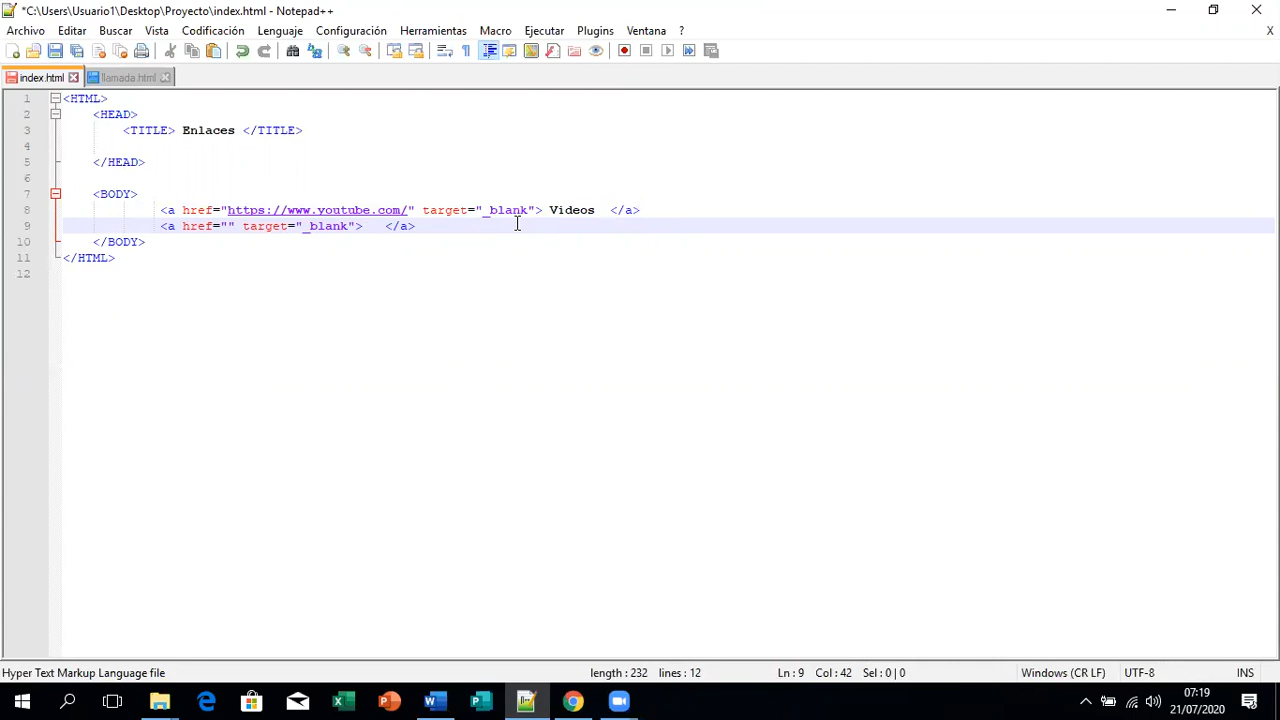 *C:\Users\Usuario1\Desktop\Proyecto\index.html - Notepad++
Archivo Editar Buscar Vista Codificación Lenguaje Configuración Herramientas Macro Ejecutar Plugins Ventana ? X
index.html llamada.html
1 <HTML>
2 <HEAD>
3 <TITLE> Enlaces </TITLE>
4
5 </HEAD>
6
7 <BODY>
8 <a href="https://www.youtube.com/" target="_blank"> Videos </a>
9 <a href="" target="_blank"> </a>
10 </BODY>
11 </HTML>
12
Hyper Text Markup Language file length : 232 lines : 12 Ln : 9 Col : 42 Sel : 0 | 0 Windows (CR LF) UTF-8 INS
07:19
21/07/2020